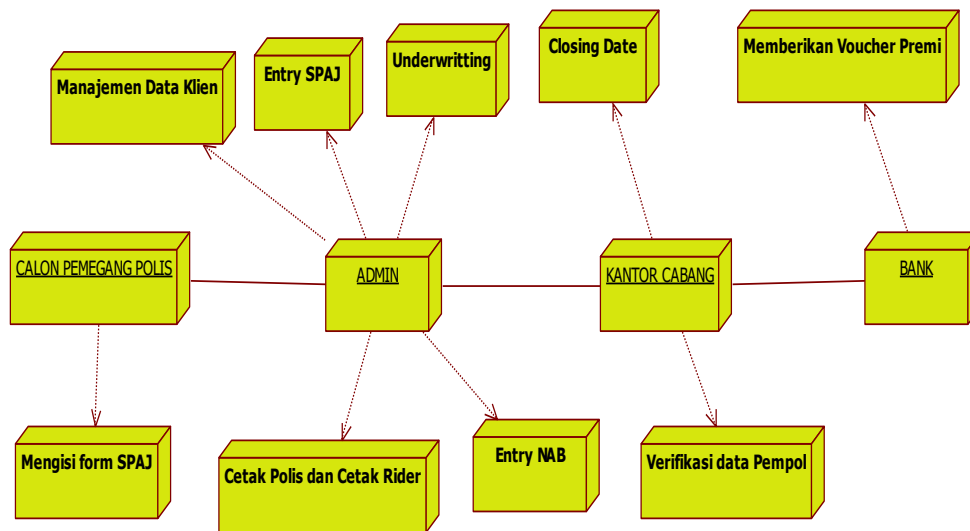 Manajemen Data Klien
Entry SPAJ
Underwritting
Closing Date
Memberikan Voucher Premi
CALON PEMEGANG POLIS
ADMIN
KANTOR CABANG
BANK
Mengisi form SPAJ
Cetak Polis dan Cetak Rider
Entry NAB
Verifikasi data Pempol